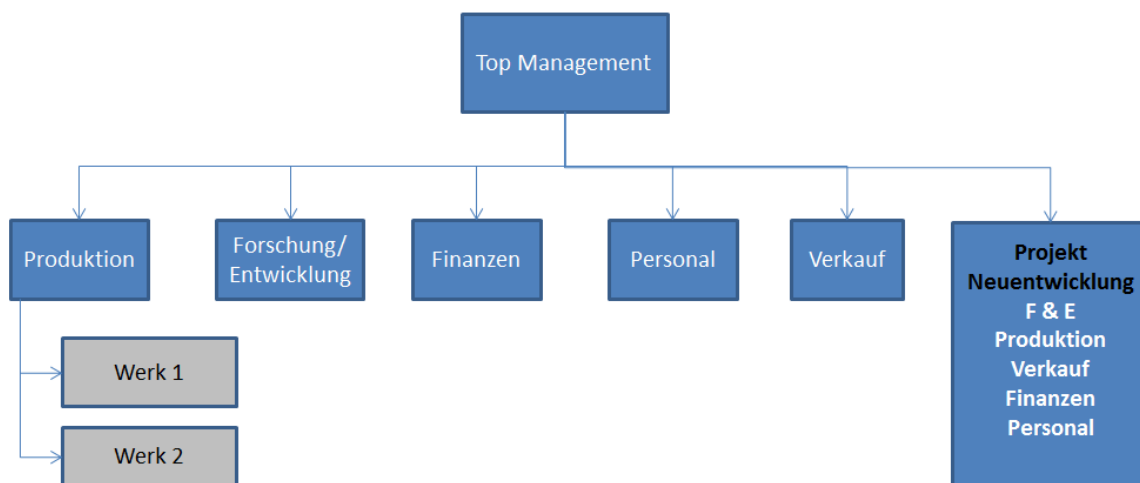 Top Management
Produktion
Forschung/
Entwicklung
Finanzen
Personal
Verkauf
Projekt
Neuentwicklung
F & E
Produktion
Verkauf
Finanzen
Personal
Werk 1
Werk 2